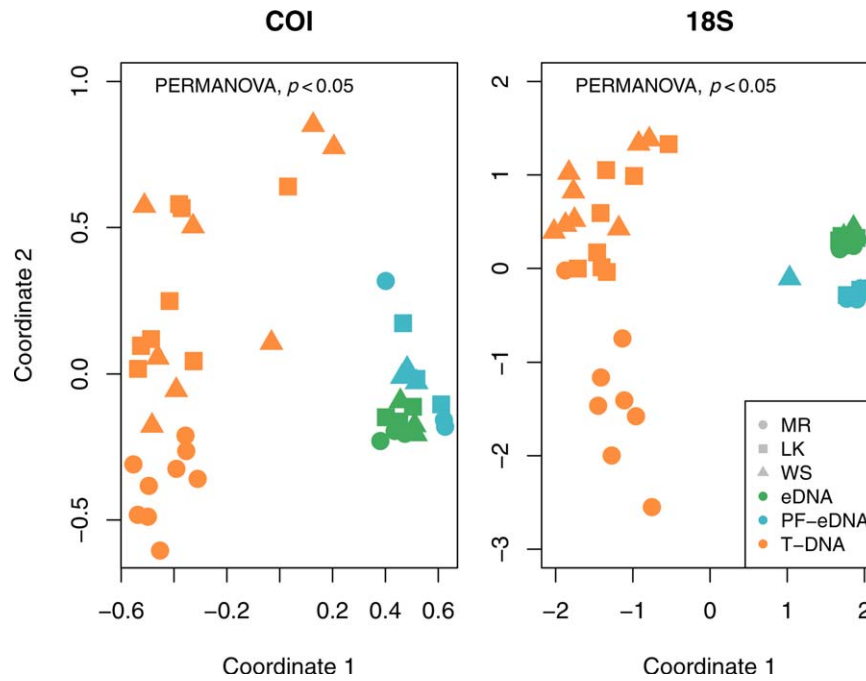 COI
18S
PERMANOVA, p < 0.05
PERMANOVA, p < 0.05
Coordinate 2
1.0
0.5
0.0
−0.5
2
1
0
−1
−2
−3
MR
LK
WS
eDNA
PF−eDNA
T−DNA
−0.6
−0.2
0.2
0.4
0.6
−2
−1
0
1
2
Coordinate 1
Coordinate 1